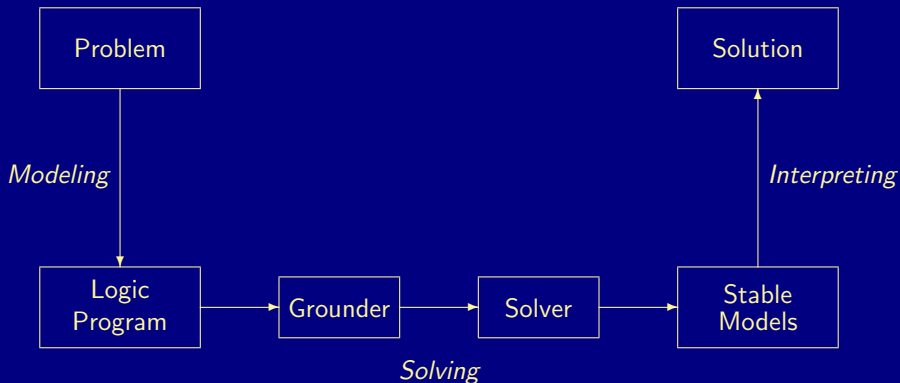 Problem
Solution
Modeling
Interpreting
Logic
Program
Grounder
Solver
Stable
Models
Solving